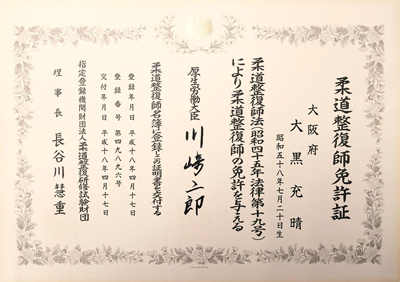 柔道整復師免許証
大阪府
大黒充晴
昭和五十八年七月二十日生
柔道整復師法(昭和四十五年法律第十九号)
により柔道整復師の免許を与える
厚生労働大臣 川崎二郎
柔道整復師名簿に登録しこの証明書を交付する
登録年月日 平成十八年四月十七日
登録番号 第四九八九六号
交付年月日 平成十八年四月十七日
指定登録機関財団法人柔道整復研修試験財団
理事長 長谷川慧重